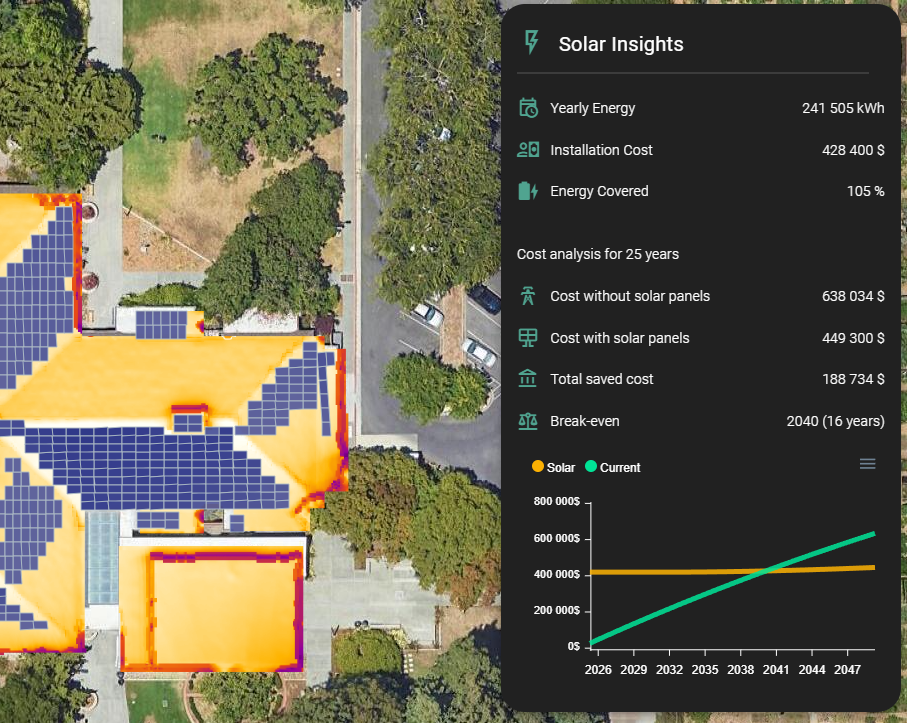 Solar Insights
Yearly Energy 241 505 kWh
Installation Cost 428 400 $
Energy Covered 105 %
Cost analysis for 25 years
Cost without solar panels 638 034 $
Cost with solar panels 449 300 $
Total saved cost 188 734 $
Break-even 2040 (16 years)
Solar Current
800 000$
600 000$
400 000$
200 000$
0$
2026 2029 2032 2035 2038 2041 2044 2047